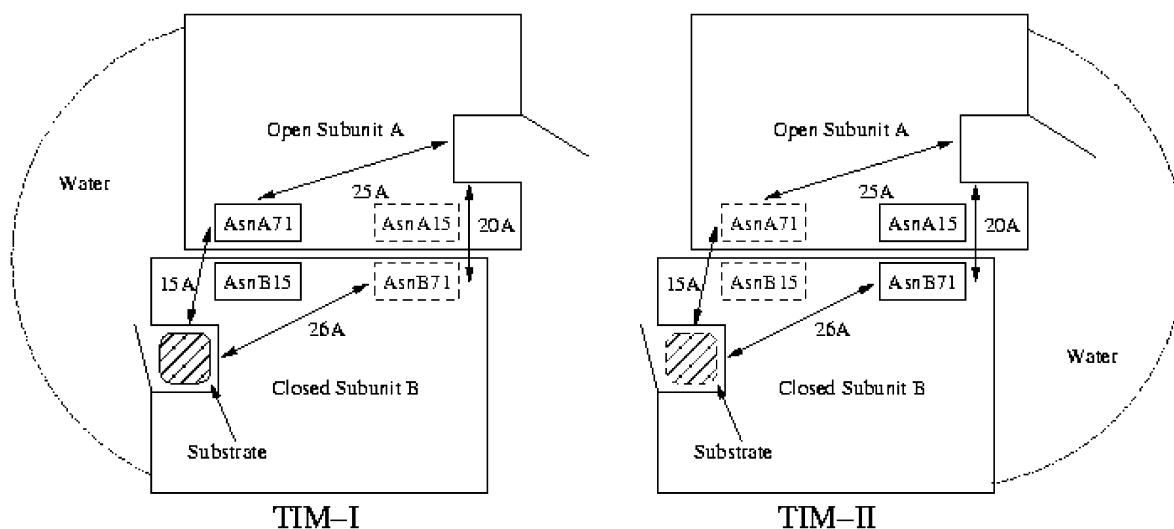 Open Subunit A
Water
25A
AsnA71
AsnA15
20A
15A
AsnB15
AsnB71
26A
Closed Subunit B
Substrate
TIM-I
Open Subunit A
25A
AsnA71
AsnA15
20A
15A
AsnB15
AsnB71
26A
Water
Closed Subunit B
Substrate
TIM-II